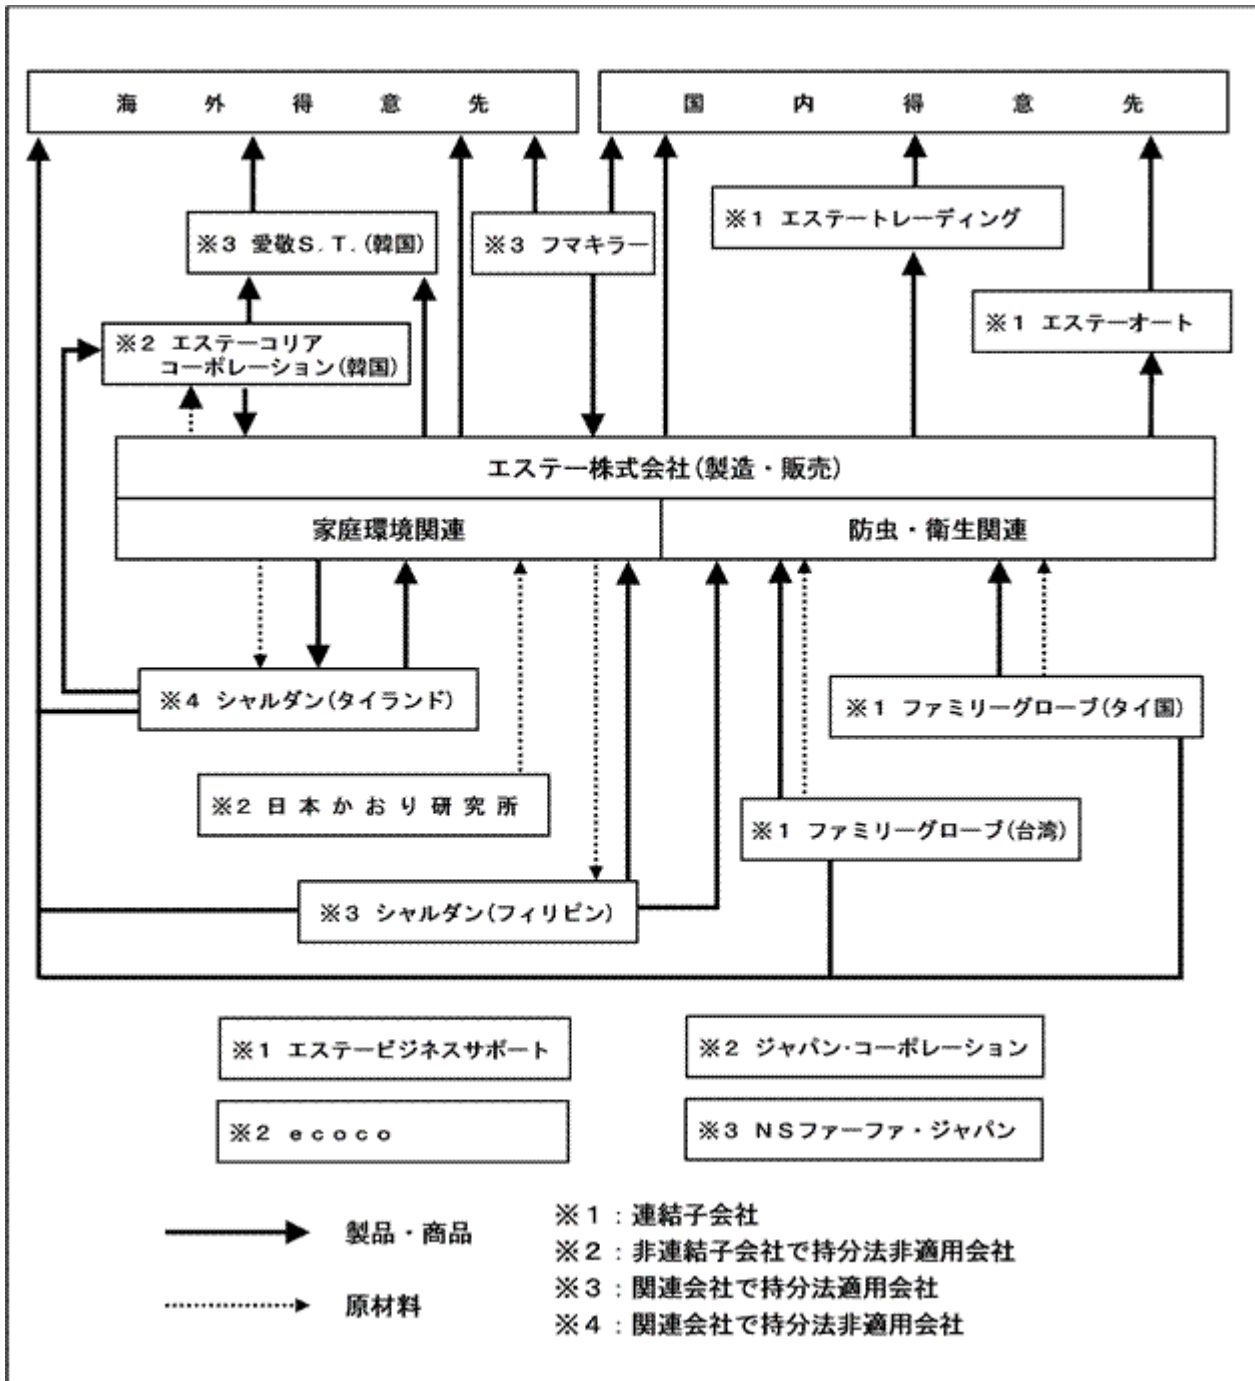 海外得意先
国内得意先
※1 エステートレーディング
※3 愛敬S.T.(韓国)
※3 フマキラー
※1 エステーオート
※2 エステーコリア
コーポレーション(韓国)
エステー株式会社(製造・販売)
家庭環境関連
防虫・衛生関連
※4 シャルダン(タイランド)
※1 ファミリーグローブ(タイ国)
※2 日本かおり研究所
※1 ファミリーグローブ(台湾)
※3 シャルダン(フィリピン)
※1 エステービジネスサポート
※2 ジャパン・コーポレーション
※2 ecoco
※3 NSファーファ・ジャパン
製品・商品
原材料
※1:連結子会社
※2:非連結子会社で持分法非適用会社
※3:関連会社で持分法適用会社
※4:関連会社で持分法非適用会社